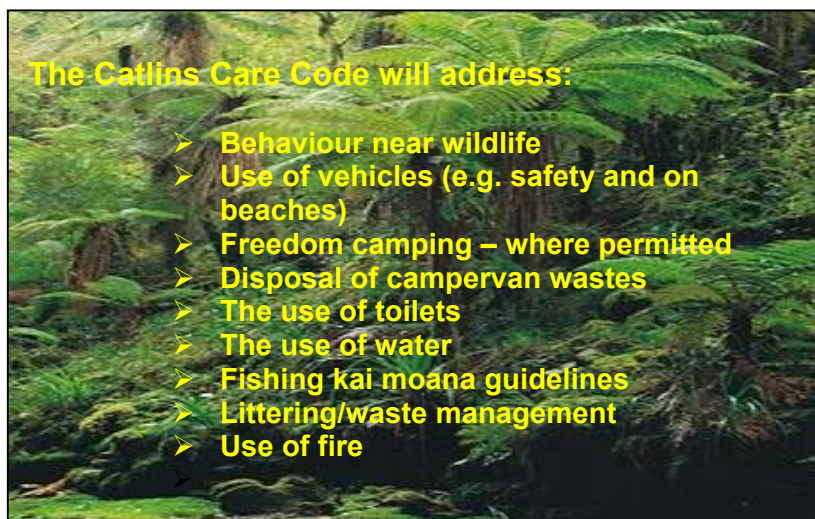 The Catlins Care Code will address:
➢ Behaviour near wildlife
➢ Use of vehicles (e.g. safety and on
beaches)
➢ Freedom camping – where permitted
➢ Disposal of campervan wastes
➢ The use of toilets
➢ The use of water
➢ Fishing kai moana guidelines
➢ Littering/waste management
➢ Use of fire
➢